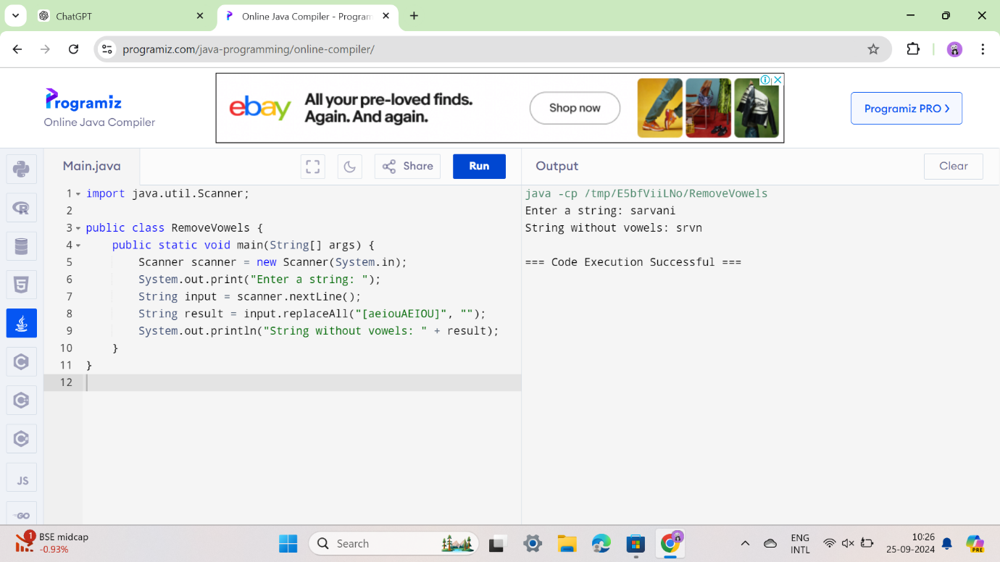 ChatGPT
Online Java Compiler - Program
programiz.com/java-programming/online-compiler/
Programiz
Online Java Compiler
ebay
All your pre-loved finds.
Again. And again.
Shop now
Programiz PRO
Main.java
Share
Run
Output
Clear
1 import java.util.Scanner;
2
3 public class RemoveVowels {
4 public static void main(String[] args) {
5 Scanner scanner = new Scanner(System.in);
6 System.out.print("Enter a string: ");
7 String input = scanner.nextLine();
8 String result = input.replaceAll("[aeiouAEIOU]", "");
9 System.out.println("String without vowels: " + result);
10 }
11 }
12
java -cp /tmp/E5bfViiLNo/RemoveVowels
Enter a string: sarvani
String without vowels: srvn
=== Code Execution Successful ===
JS
GO
1
BSE midcap
-0.93%
Search
ENG
INTL
10:26
25-09-2024
PRE